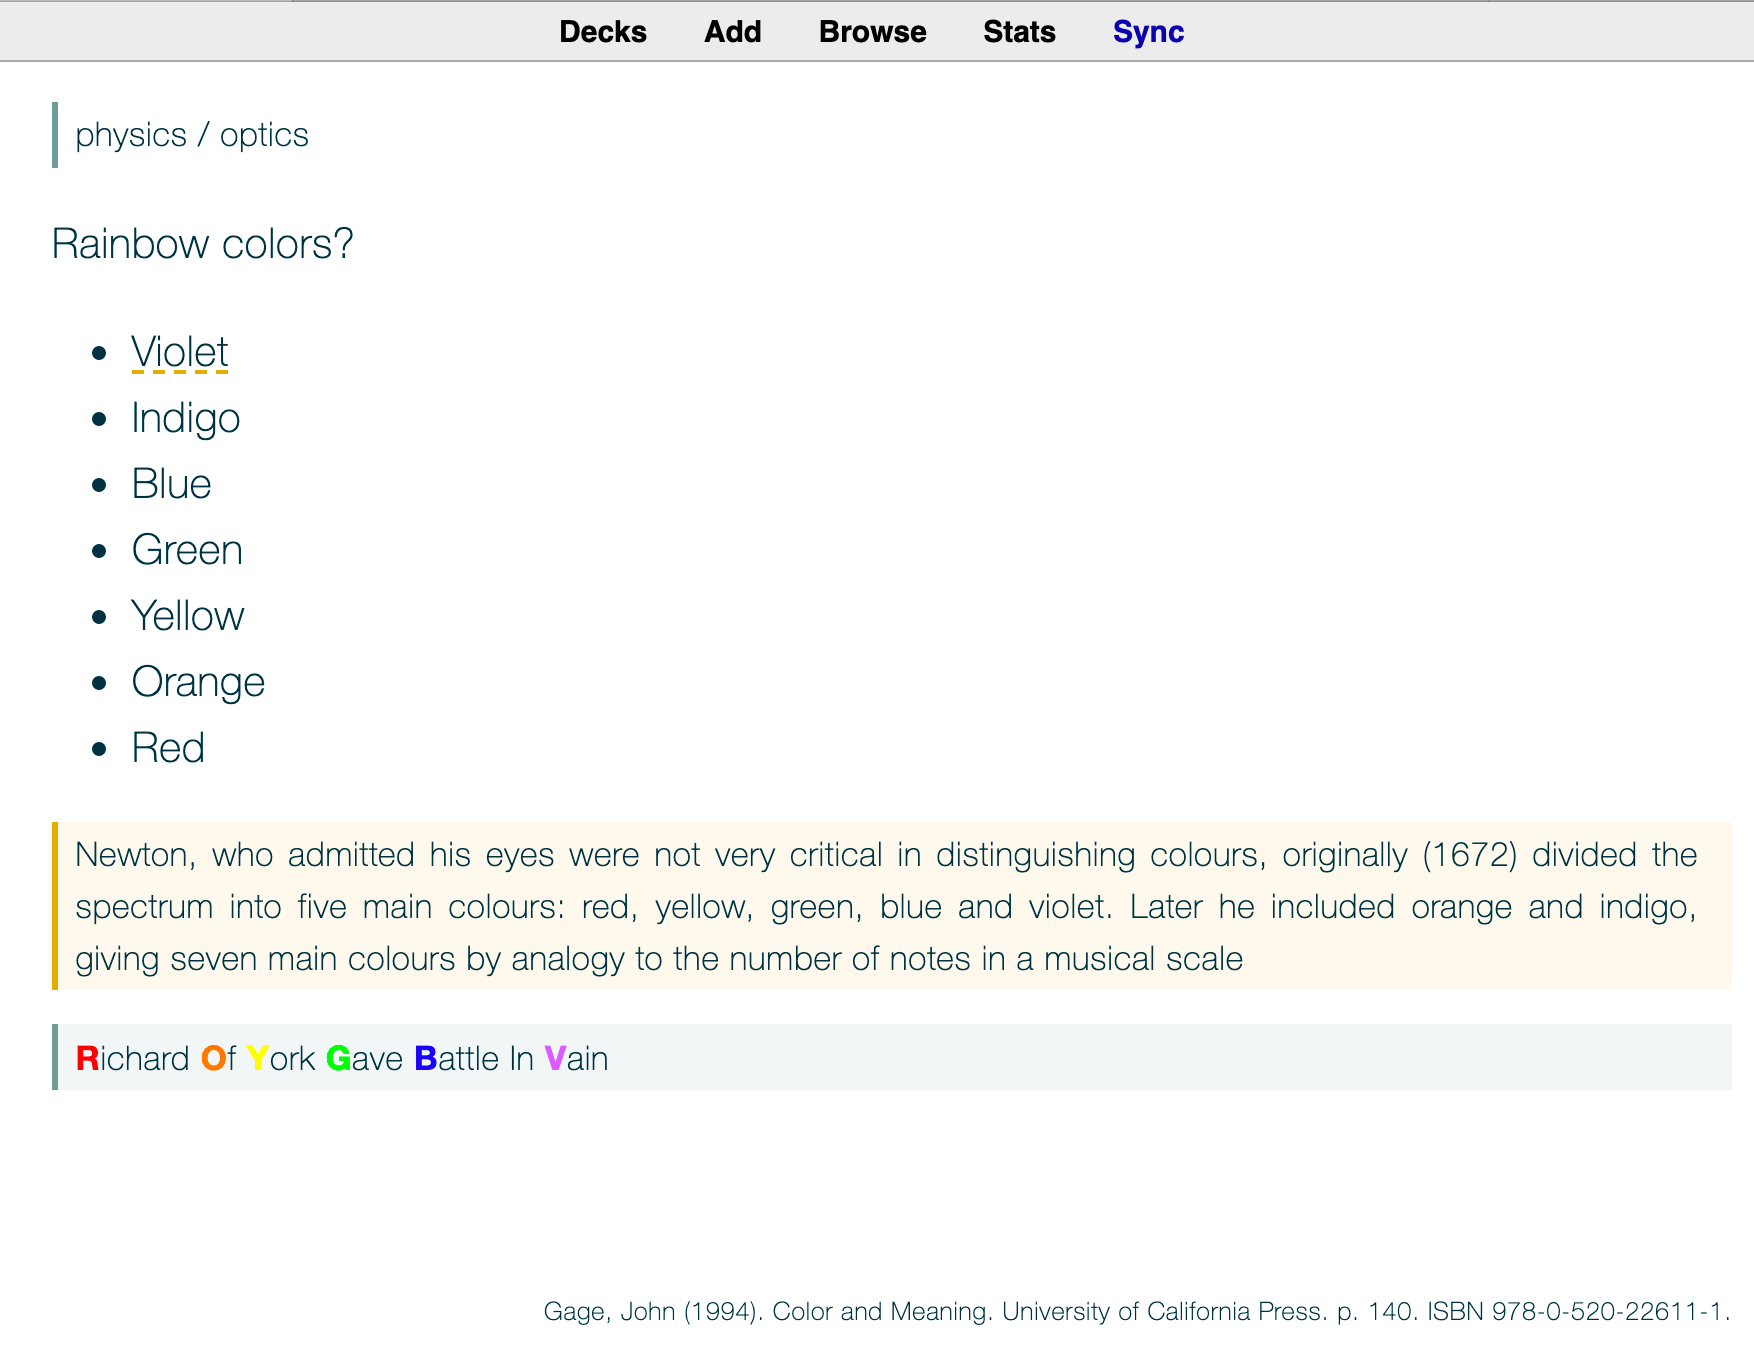 Decks Add Browse Stats Sync
physics / optics
Rainbow colors?
Violet
Indigo
Blue
Green
Yellow
Orange
Red
Newton, who admitted his eyes were not very critical in distinguishing colours, originally (1672) divided the
spectrum into five main colours: red, yellow, green, blue and violet. Later he included orange and indigo,
giving seven main colours by analogy to the number of notes in a musical scale
Richard Of York Gave Battle In Vain
Gage, John (1994). Color and Meaning. University of California Press. p. 140. ISBN 978-0-520-22611-1.